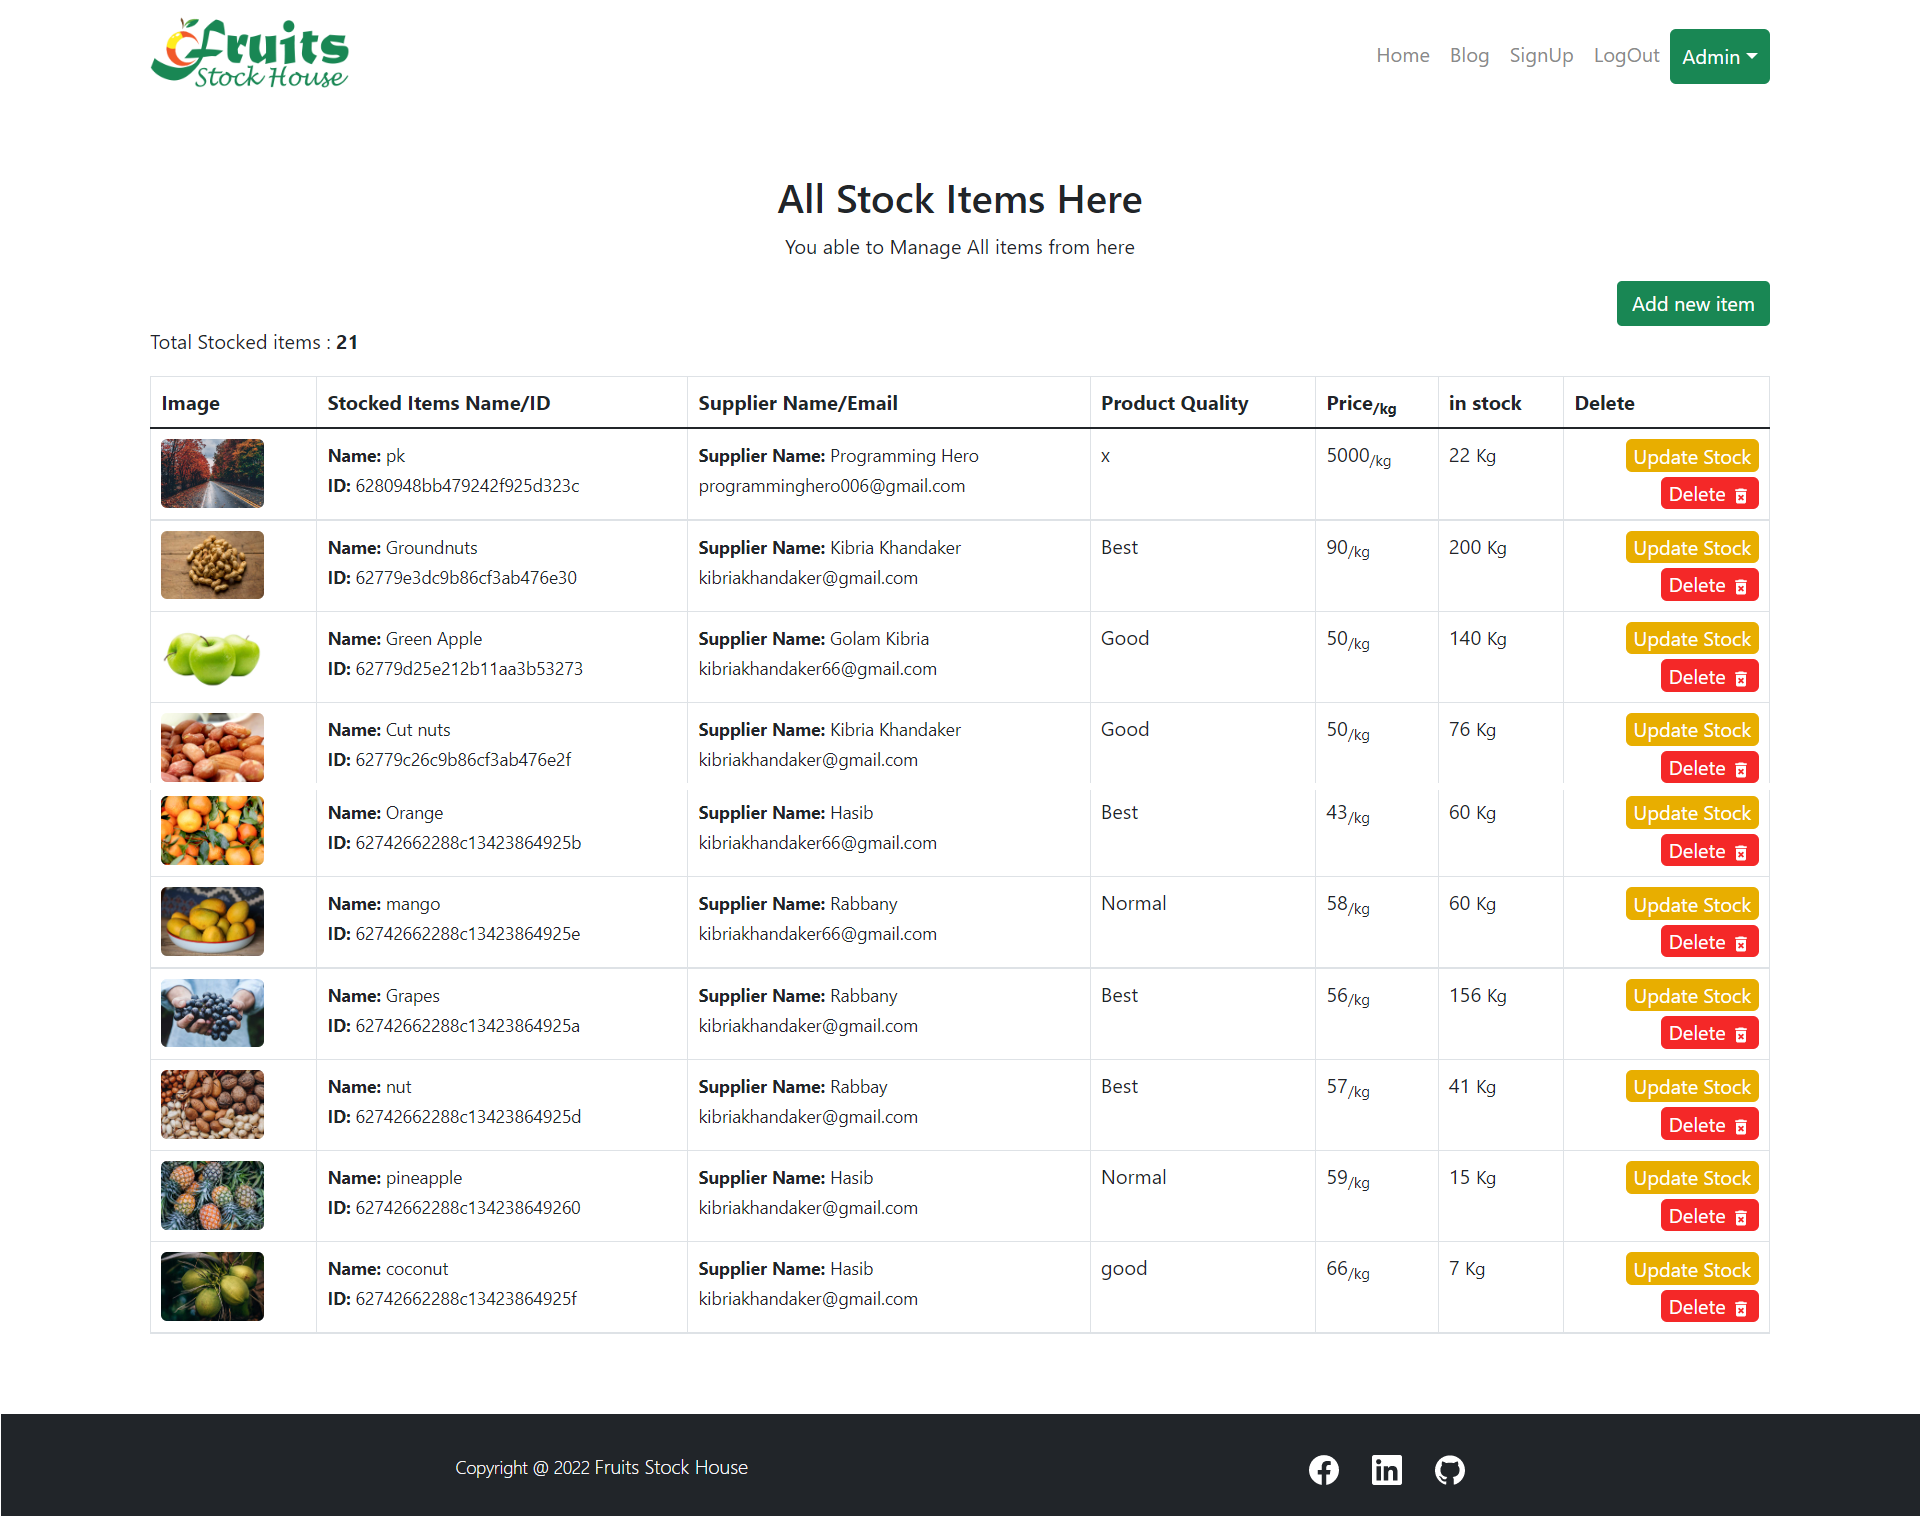 Fruits
Stock House
Home Blog SignUp LogOut Admin
All Stock Items Here
You able to Manage All items from here
Add new item
Total Stocked items : 21
Image Stocked Items Name/ID Supplier Name/Email Product Quality Price/kg in stock Delete
Name: pk Supplier Name: Programming Hero x 5000/kg 22 Kg Update Stock
ID: 6280948bb479242f925d323c programminghero006@gmail.com Delete
Name: Groundnuts Supplier Name: Kibria Khandaker Best 90/kg 200 Kg Update Stock
ID: 62779e3dc9b86cf3ab476e30 kibriakhandaker@gmail.com Delete
Name: Green Apple Supplier Name: Golam Kibria Good 50/kg 140 Kg Update Stock
ID: 62779d25e212b11aa3b53273 kibriakhandaker66@gmail.com Delete
Name: Cut nuts Supplier Name: Kibria Khandaker Good 50/kg 76 Kg Update Stock
ID: 62779c26c9b86cf3ab476e2f kibriakhandaker@gmail.com Delete
Name: Orange Supplier Name: Hasib Best 43/kg 60 Kg Update Stock
ID: 62742662288c13423864925b kibriakhandaker66@gmail.com Delete
Name: mango Supplier Name: Rabbany Normal 58/kg 60 Kg Update Stock
ID: 62742662288c13423864925e kibriakhandaker66@gmail.com Delete
Name: Grapes Supplier Name: Rabbany Best 56/kg 156 Kg Update Stock
ID: 62742662288c13423864925a kibriakhandaker@gmail.com Delete
Name: nut Supplier Name: Rabbay Best 57/kg 41 Kg Update Stock
ID: 62742662288c13423864925d kibriakhandaker@gmail.com Delete
Name: pineapple Supplier Name: Hasib Normal 59/kg 15 Kg Update Stock
ID: 62742662288c134238649260 kibriakhandaker@gmail.com Delete
Name: coconut Supplier Name: Hasib good 66/kg 7 Kg Update Stock
ID: 62742662288c13423864925f kibriakhandaker@gmail.com Delete
Copyright @ 2022 Fruits Stock House